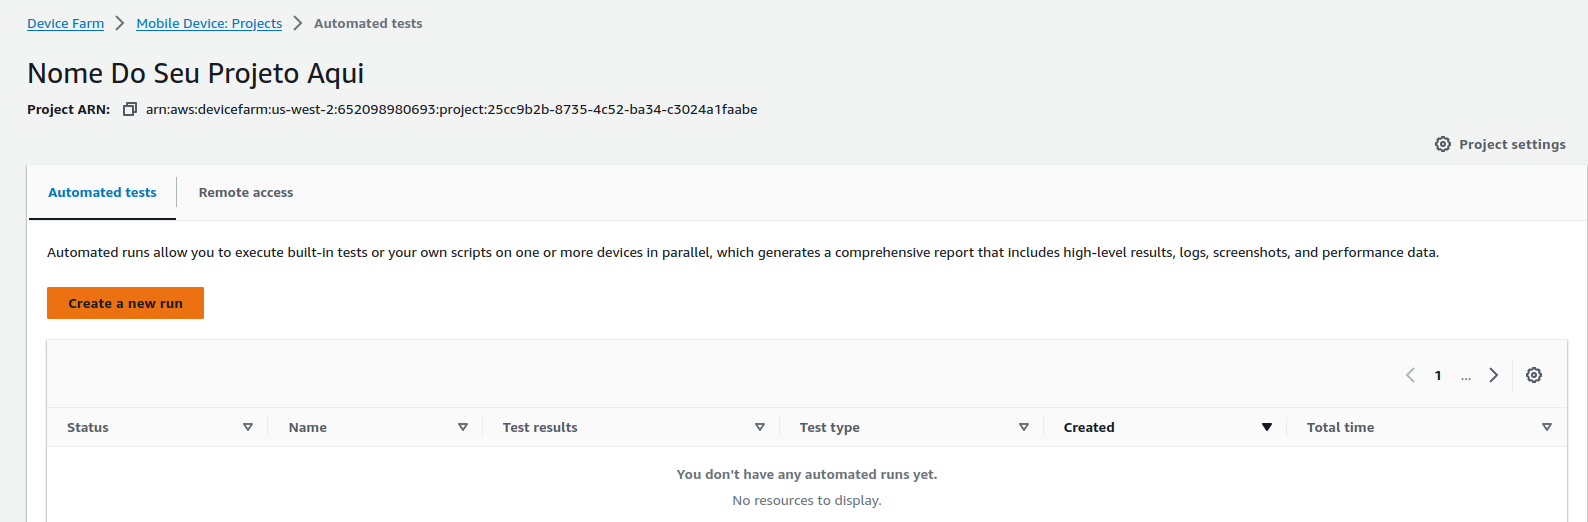 Device Farm > Mobile Device: Projects > Automated tests
Nome Do Seu Projeto Aqui
Project ARN: arn:aws:devicefarm:us-west-2:652098980693:project:25cc9b2b-8735-4c52-ba34-c3024a1faabe
Project settings
Automated tests Remote access
Automated runs allow you to execute built-in tests or your own scripts on one or more devices in parallel, which generates a comprehensive report that includes high-level results, logs, screenshots, and performance data.
Create a new run
1 ...
Status Name Test results Test type Created Total time
You don't have any automated runs yet.
No resources to display.